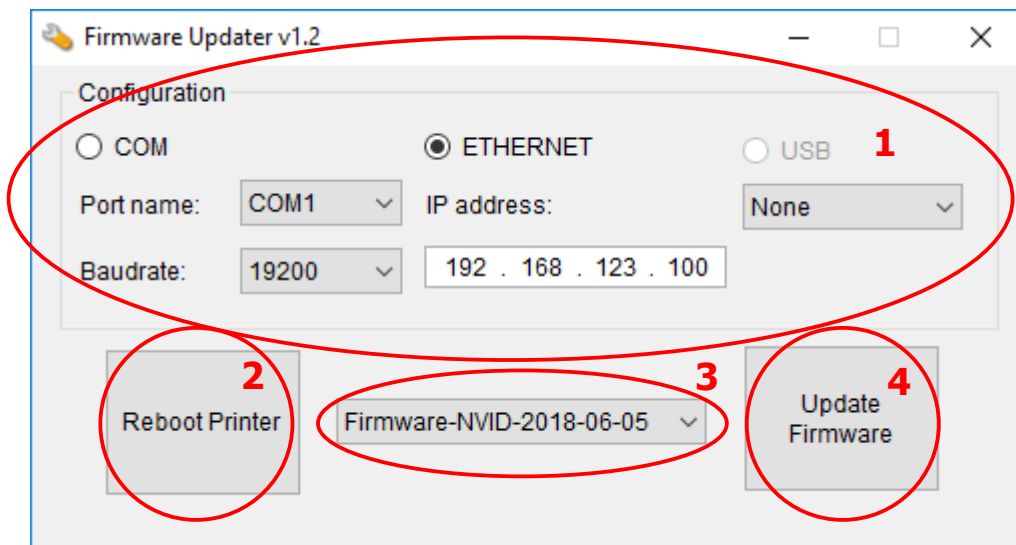 Firmware Updater v1.2
Configuration
COM
ETHERNET
USB
1
Port name:
COM1
IP address:
None
Baudrate:
19200
192 . 168 . 123 . 100
2
Reboot Printer
3
Firmware-NVID-2018-06-05
4
Update
Firmware